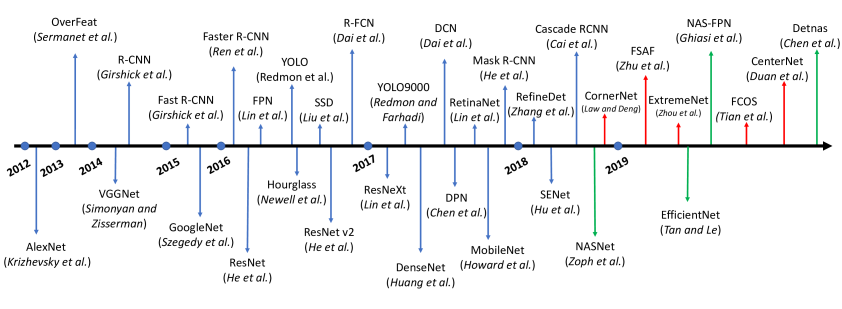 OverFeat
(Sermanet et al.)
R-CNN
(Girshick et al.)
Fast R-CNN
(Girshick et al.)
Faster R-CNN
(Ren et al.)
FPN
(Lin et al.)
YOLO
(Redmon et al.)
SSD
(Liu et al.)
R-FCN
(Dai et al.)
YOLO9000
(Redmon and
Farhadi)
DCN
(Dai et al.)
RetinaNet
(Lin et al.)
Mask R-CNN
(He et al.)
RefineDet
(Zhang et al.)
Cascade RCNN
(Cai et al.)
CornerNet
(Law and Deng)
FSAF
(Zhu et al.)
ExtremeNet
(Zhou et al.)
NAS-FPN
(Ghiasi et al.)
FCOS
(Tian et al.)
CenterNet
(Duan et al.)
Detnas
(Chen et al.)
2012
2013
2014
2015
2016
2017
2018
2019
AlexNet
(Krizhevsky et al.)
VGGNet
(Simonyan and
Zisserman)
GoogleNet
(Szegedy et al.)
ResNet
(He et al.)
Hourglass
(Newell et al.)
ResNet v2
(He et al.)
ResNeXt
(Lin et al.)
DenseNet
(Huang et al.)
DPN
(Chen et al.)
MobileNet
(Howard et al.)
SENet
(Hu et al.)
NASNet
(Zoph et al.)
EfficientNet
(Tan and Le)